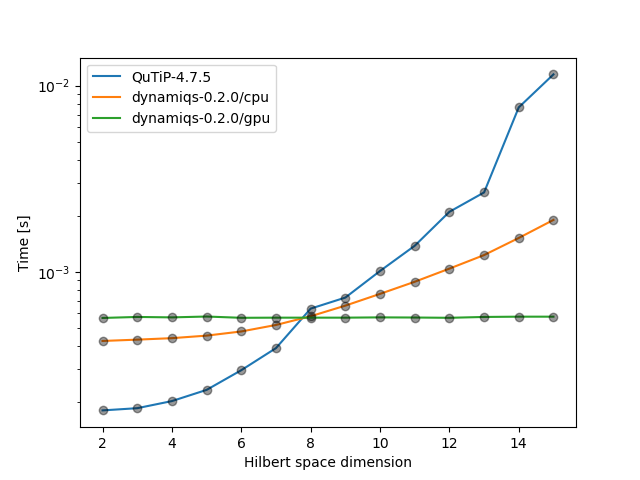 QuTiP-4.7.5
dynamiqs-0.2.0/cpu
dynamiqs-0.2.0/gpu
10⁻²
10⁻³
Time [s]
2 4 6 8 10 12 14
Hilbert space dimension